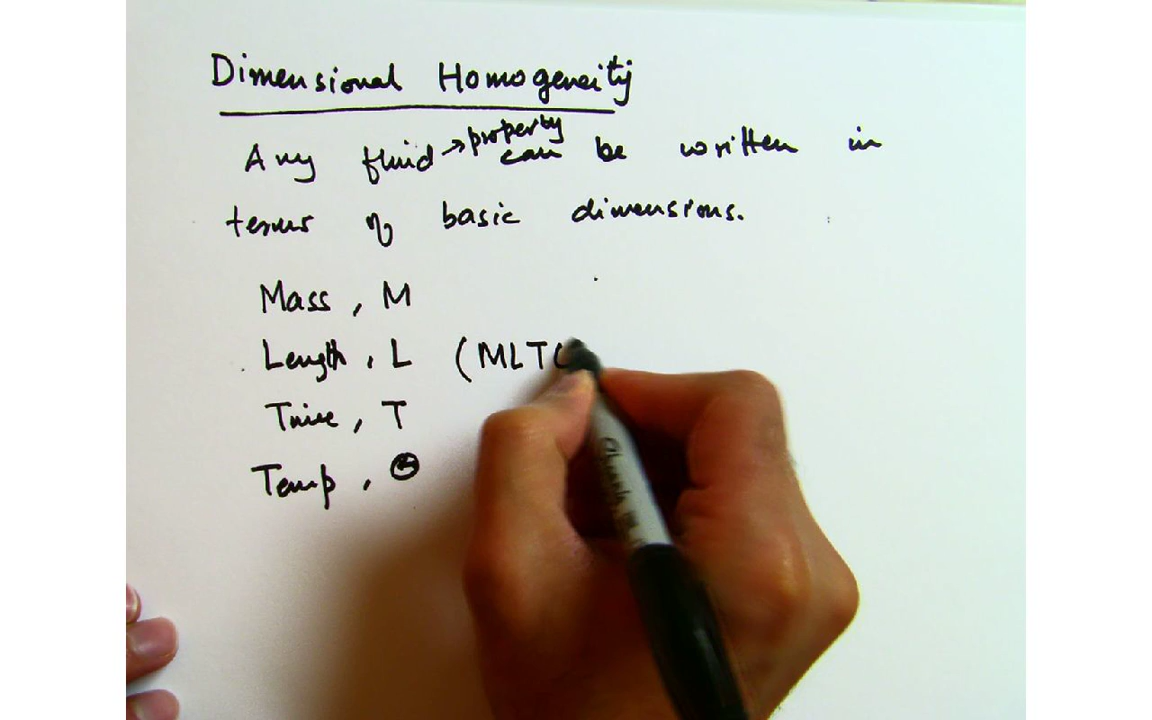 Dimensional Homogeneity
Any fluid → property can be written in
terms of basic dimensions.
Mass, M
Length, L (MLT
Time, T
Temp, Θ